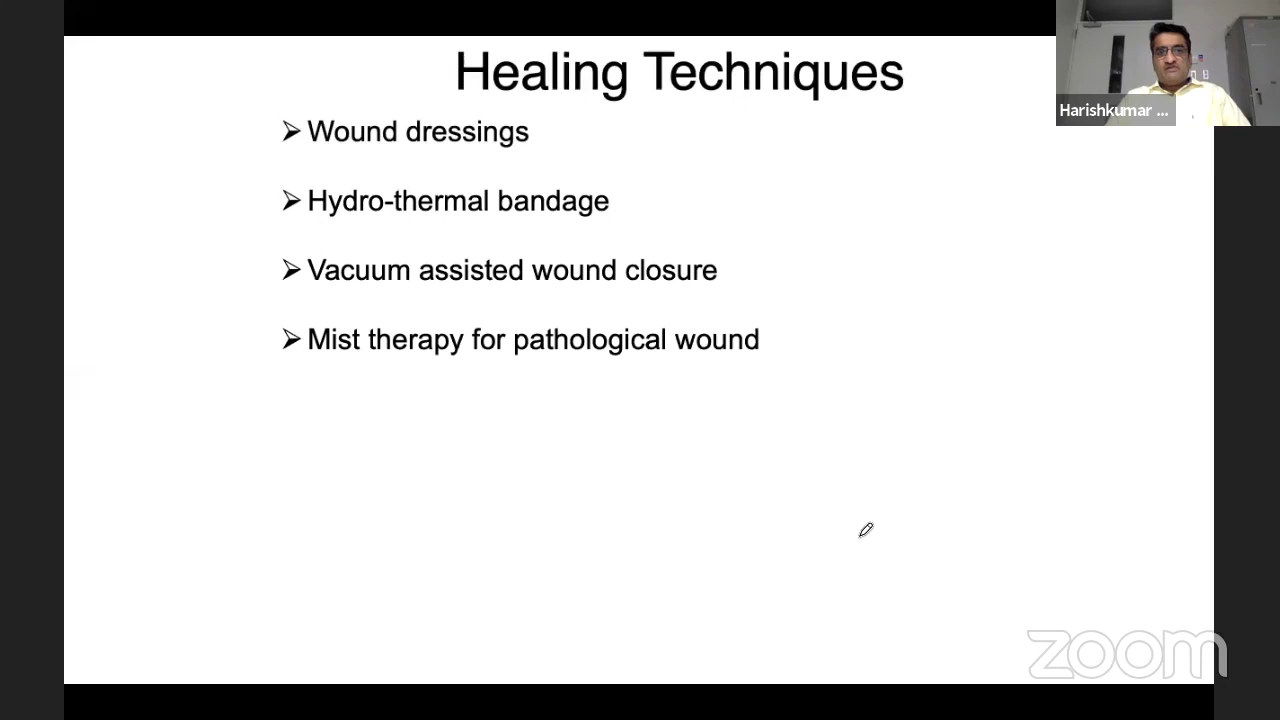 Healing Techniques
Harishkumar ...
➢ Wound dressings
➢ Hydro-thermal bandage
➢ Vacuum assisted wound closure
➢ Mist therapy for pathological wound
zoom